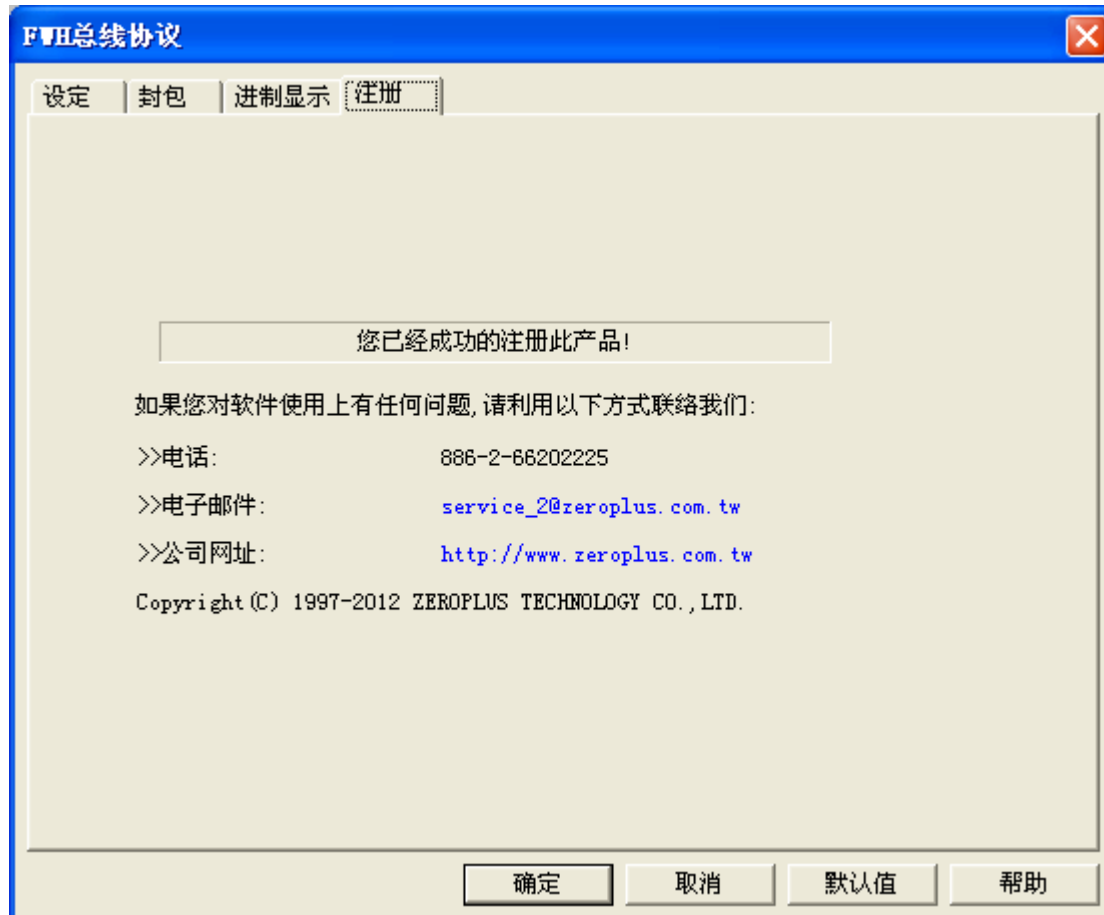 FWH总线协议
设定 封包 进制显示 注册
您已经成功的注册此产品!
如果您对软件使用上有任何问题,请利用以下方式联络我们:
>>电话: 886-2-66202225
>>电子邮件: service_2@zeroplus.com.tw
>>公司网址: http://www.zeroplus.com.tw
Copyright(C) 1997-2012 ZEROPLUS TECHNOLOGY CO.,LTD.
确定 取消 默认值 帮助